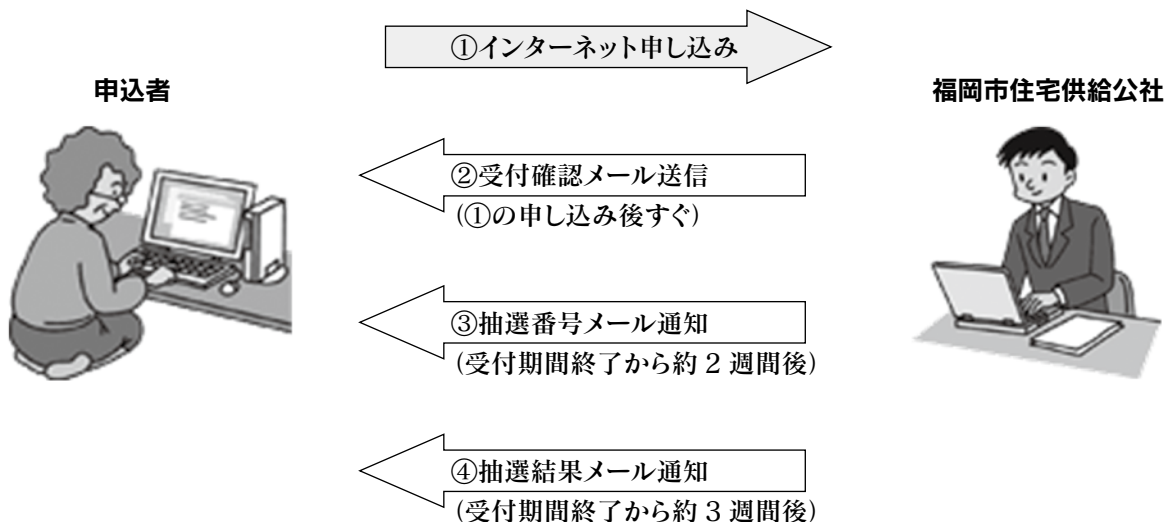 ①インターネット申し込み
申込者
福岡市住宅供給公社
②受付確認メール送信
(①の申し込み後すぐ)
③抽選番号メール通知
(受付期間終了から約 2 週間後)
④抽選結果メール通知
(受付期間終了から約 3 週間後)